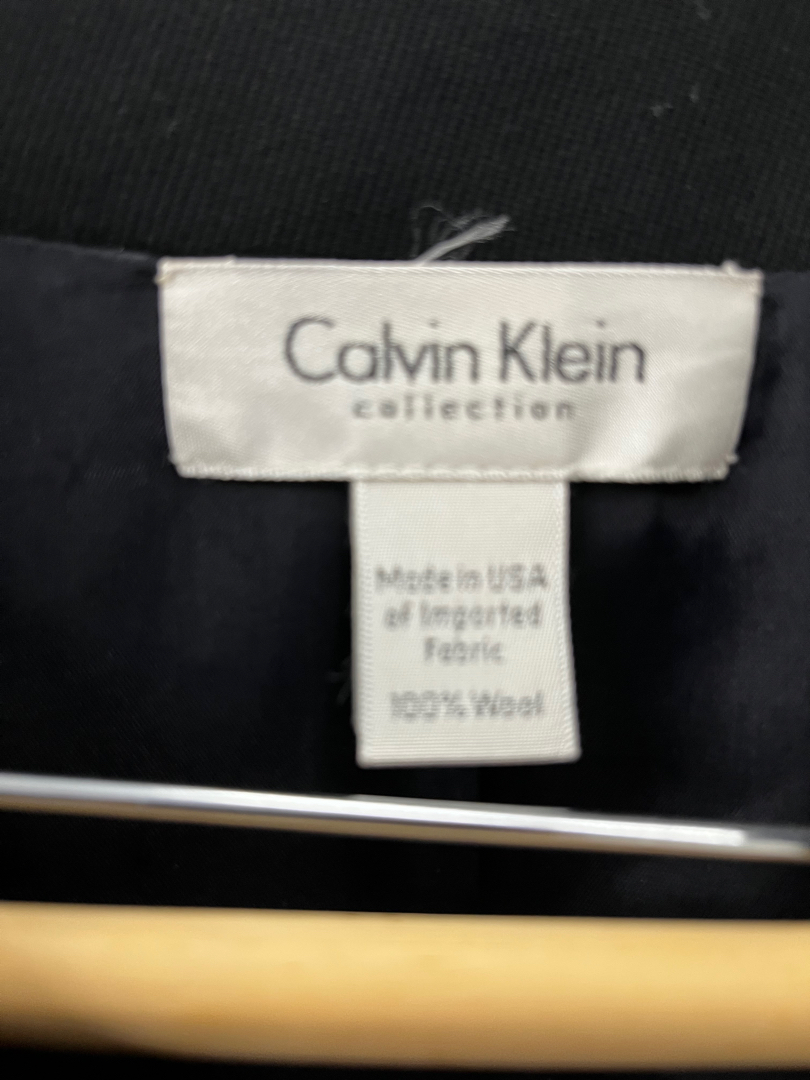 Calvin Klein
collection
Made in USA
of Imported
Fabric
100% Wool